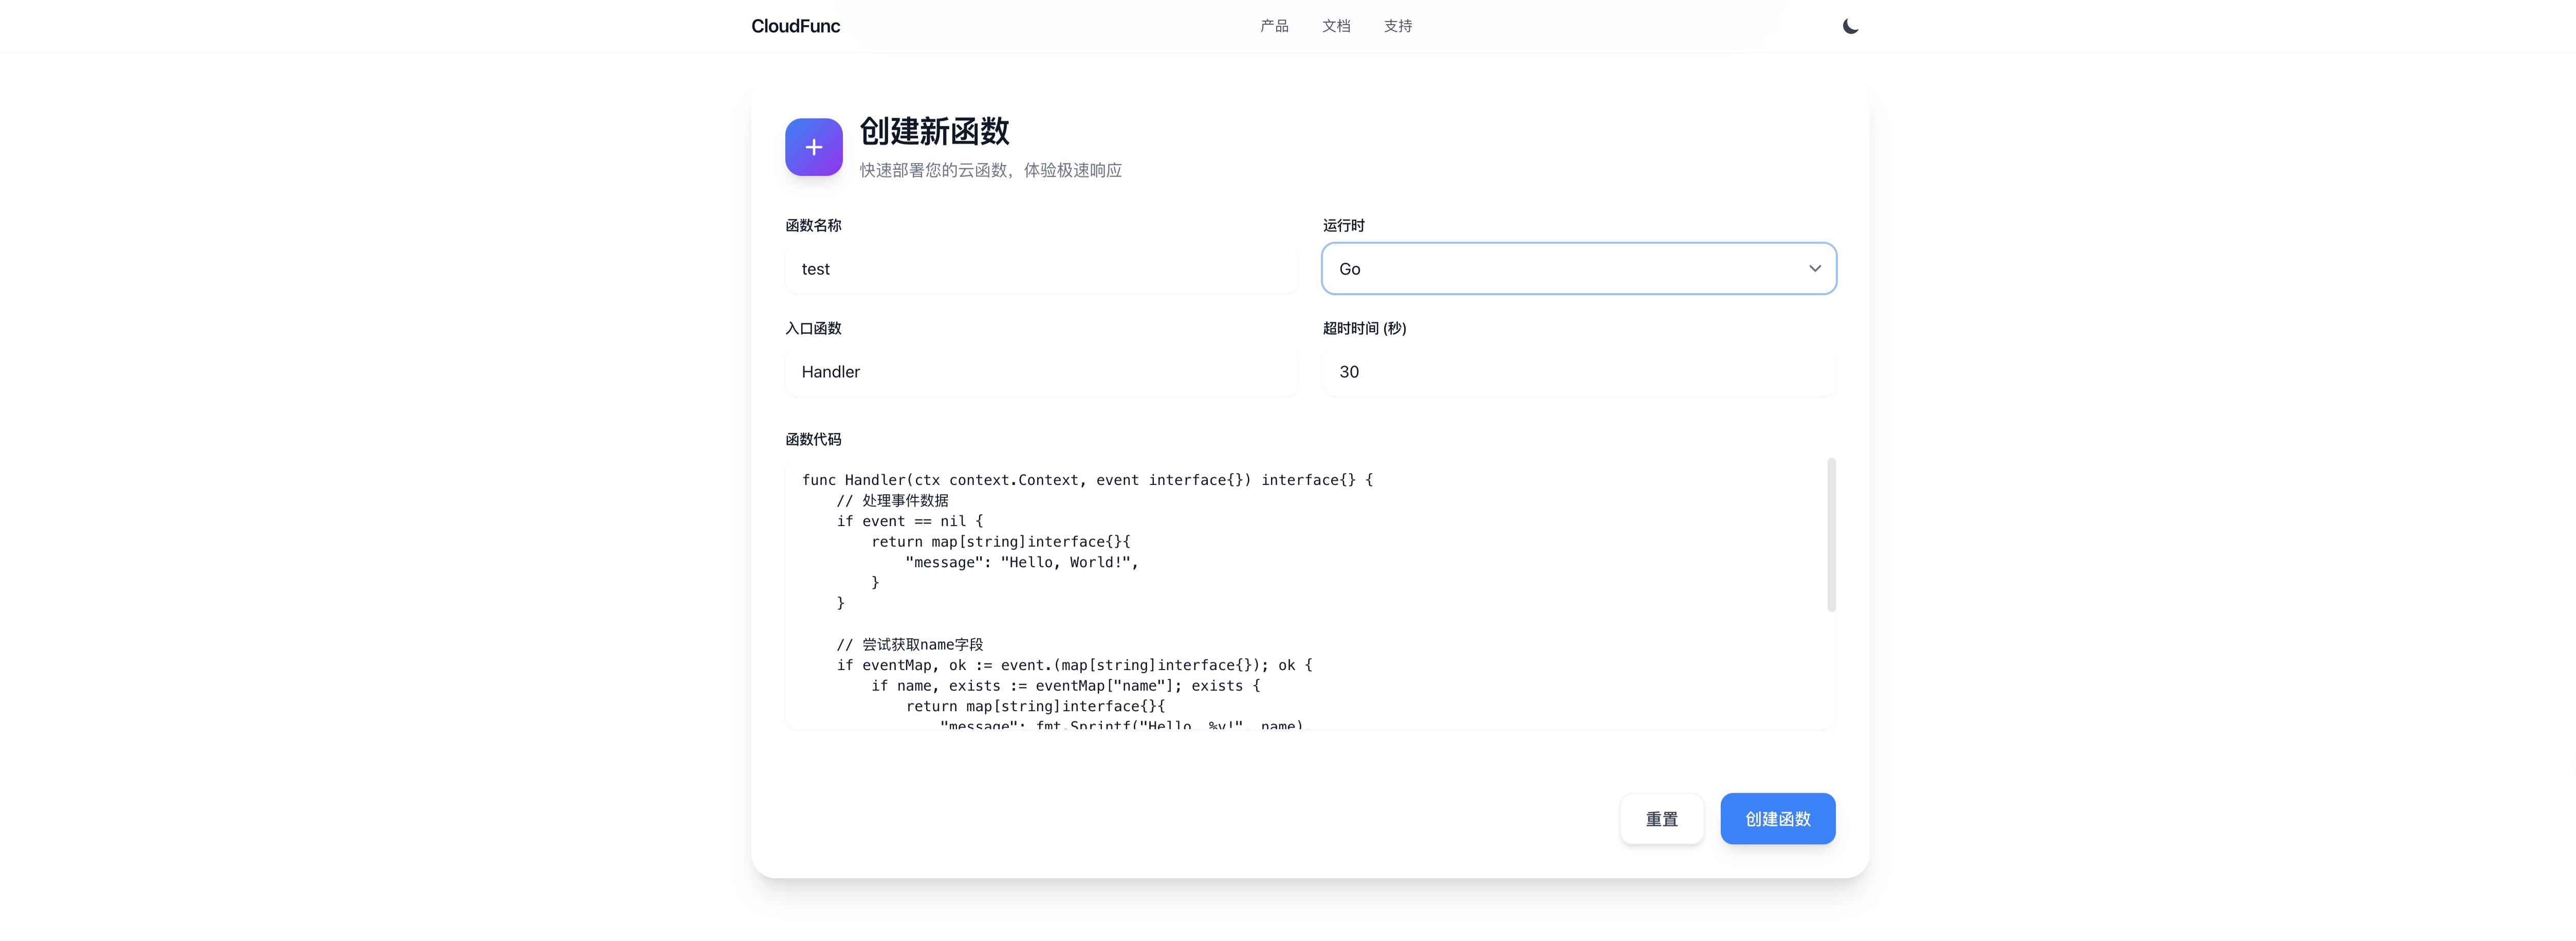 CloudFunc
产品 文档 支持
创建新函数
快速部署您的云函数，体验极速响应
函数名称
运行时
test
Go
入口函数
超时时间 (秒)
Handler
30
函数代码
func Handler(ctx context.Context, event interface{}) interface{} {
    // 处理事件数据
    if event == nil {
        return map[string]interface{}{
            "message": "Hello, World!",
        }
    }

    // 尝试获取name字段
    if eventMap, ok := event.(map[string]interface{}); ok {
        if name, exists := eventMap["name"]; exists {
            return map[string]interface{}{
                "message": fmt.Sprintf("Hello, %v!", name)
重置
创建函数